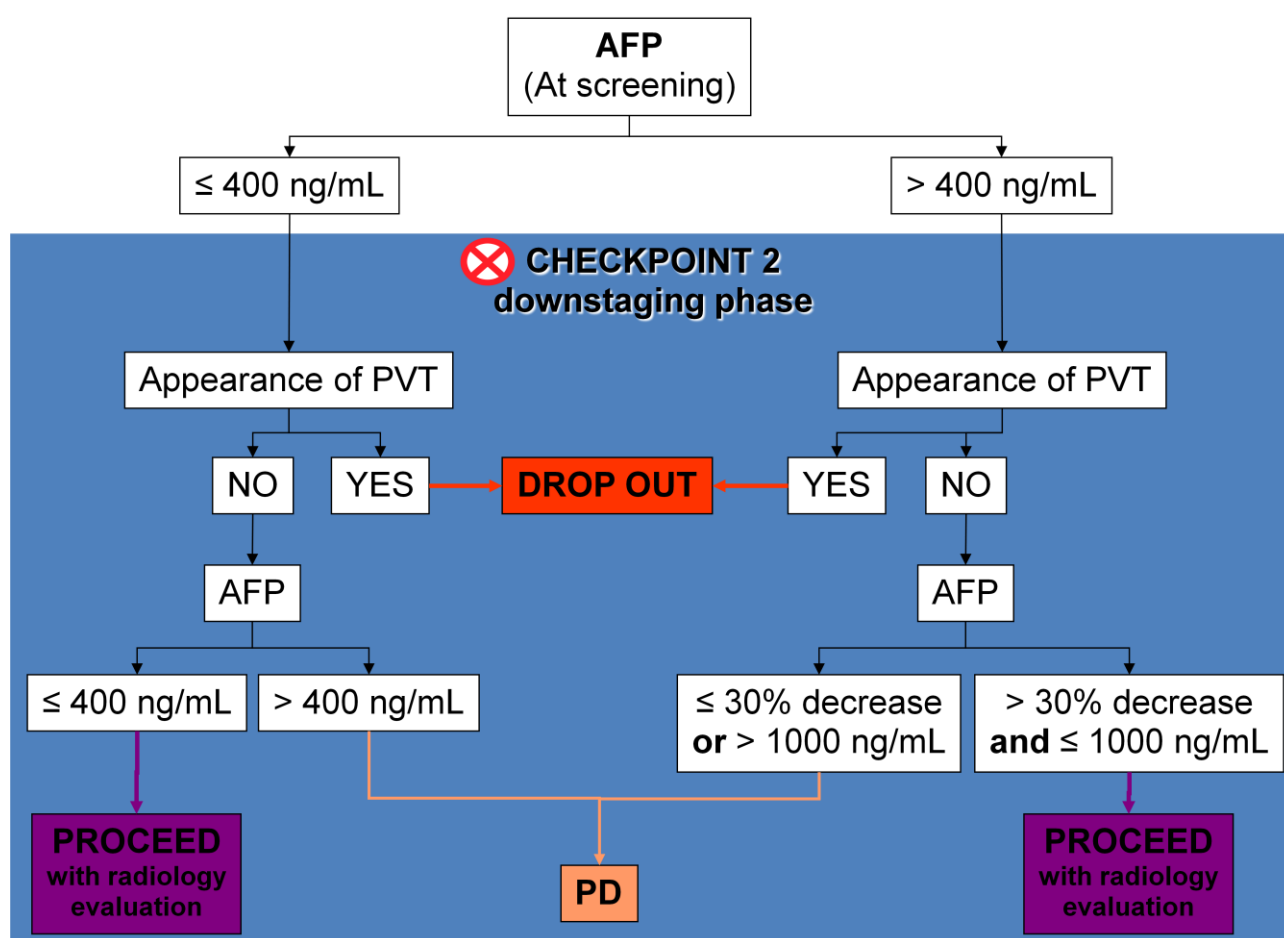 AFP
(At screening)
≤ 400 ng/mL
> 400 ng/mL
CHECKPOINT 2
downstaging phase
Appearance of PVT
Appearance of PVT
NO
YES
DROP OUT
YES
NO
AFP
AFP
≤ 400 ng/mL
> 400 ng/mL
≤ 30% decrease
or > 1000 ng/mL
> 30% decrease
and ≤ 1000 ng/mL
PROCEED
with radiology
evaluation
PD
PROCEED
with radiology
evaluation